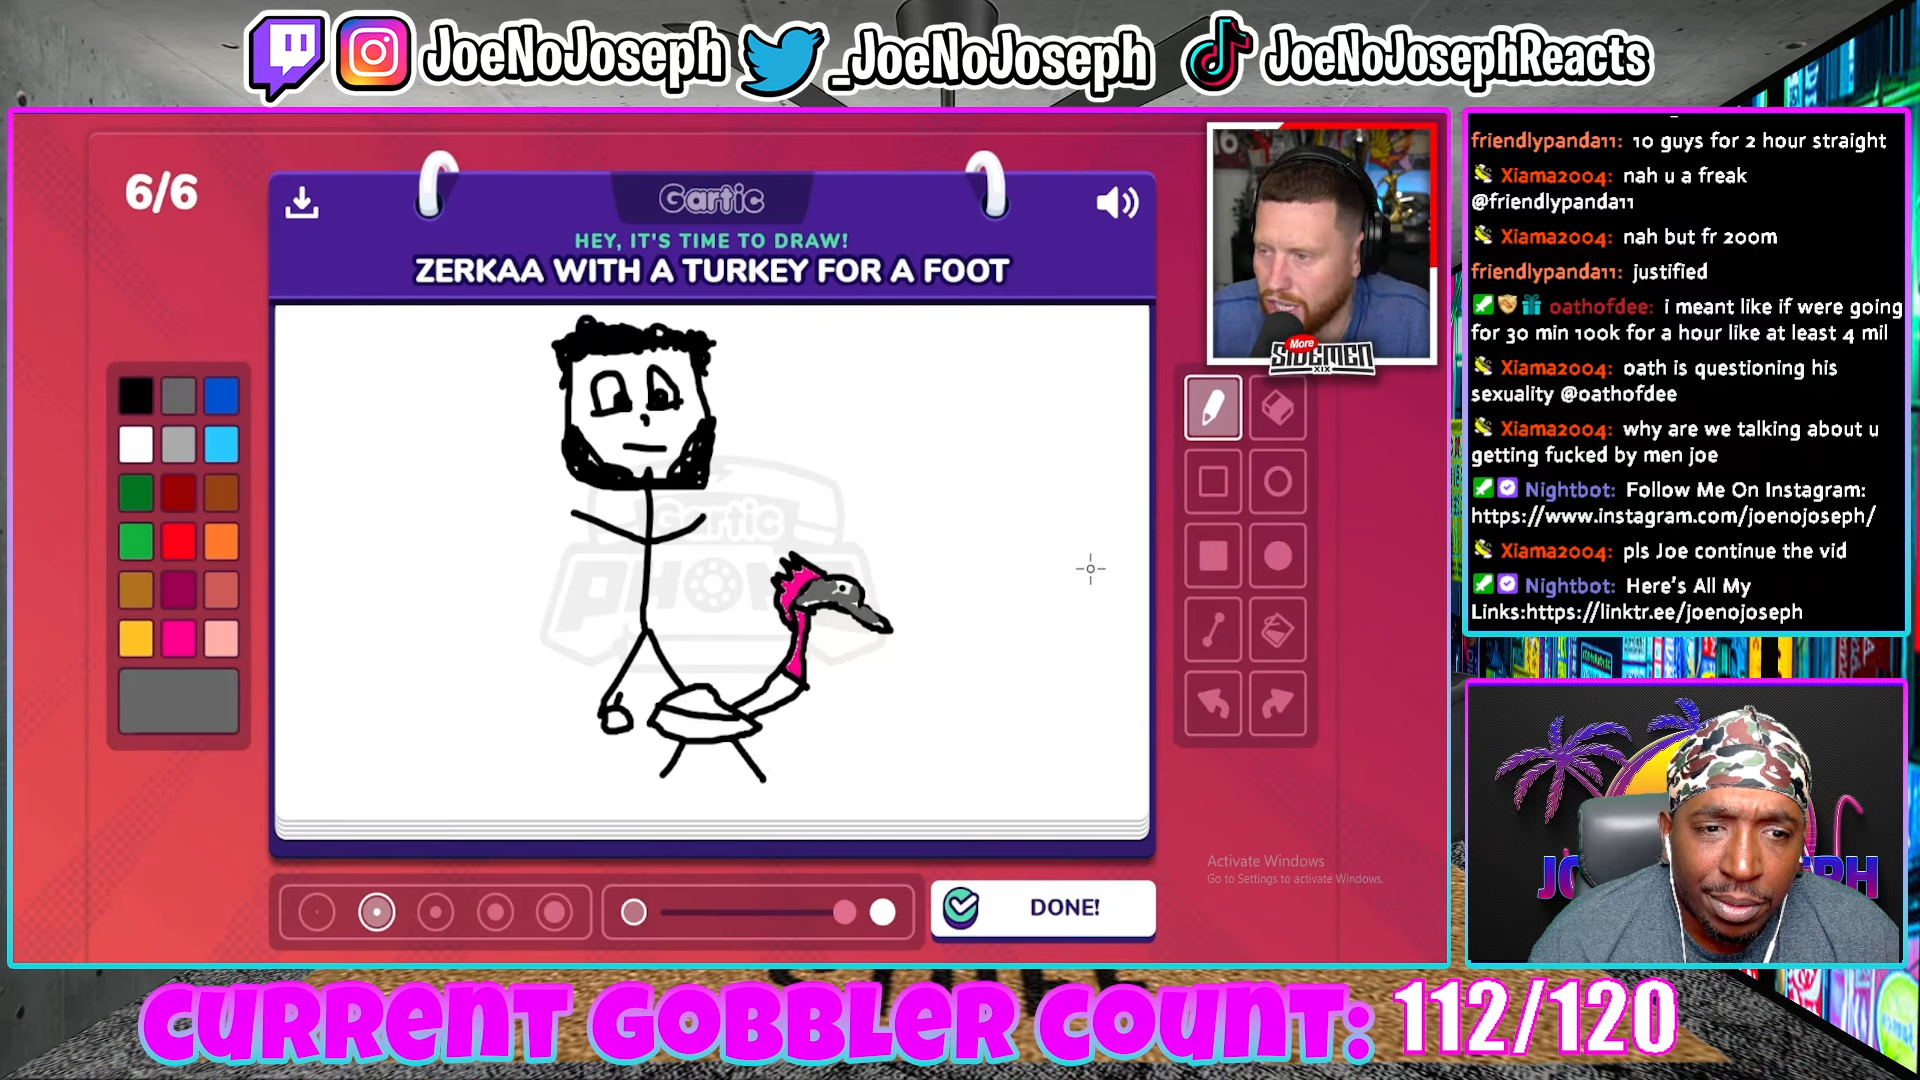 JoeNoJoseph _JoeNoJoseph JoeNoJosephReacts
6/6
Gartic
HEY, IT'S TIME TO DRAW!
ZERKAA WITH A TURKEY FOR A FOOT
Gartic
PHONE
More
SIDEMEN
XIX
Activate Windows
Go to Settings to activate Windows.
DONE!
friendlypanda11: 10 guys for 2 hour straight
Xiama2004: nah u a freak
@friendlypanda11
Xiama2004: nah but fr 200m
friendlypanda11: justified
oathofdee: i meant like if were going
for 30 min 100k for a hour like at least 4 mil
Xiama2004: oath is questioning his
sexuality @oathofdee
Xiama2004: why are we talking about u
getting fucked by men joe
Nightbot: Follow Me On Instagram:
https://www.instagram.com/joenojoseph/
Xiama2004: pls Joe continue the vid
Nightbot: Here's All My
Links:https://linktr.ee/joenojoseph
CURRENT GOBBLER COUNT: 112/120